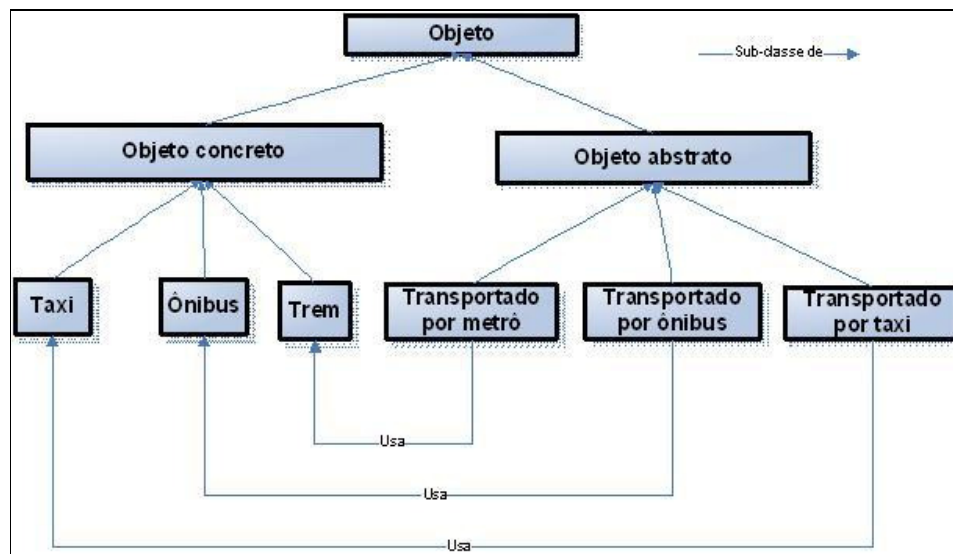 Objeto
Sub-classe de
Objeto concreto
Objeto abstrato
Taxi
Ônibus
Trem
Transportado
por metrô
Transportado
por ônibus
Transportado
por taxi
Usa
Usa
Usa